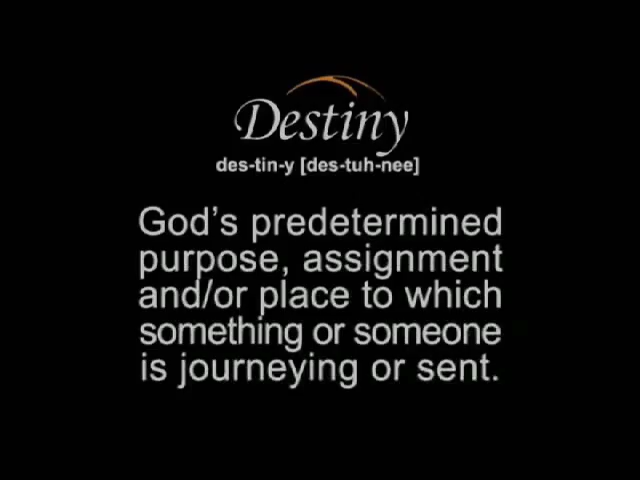 Destiny
des-tin-y [des-tuh-nee]
God's predetermined
purpose, assignment
and/or place to which
something or someone
is journeying or sent.